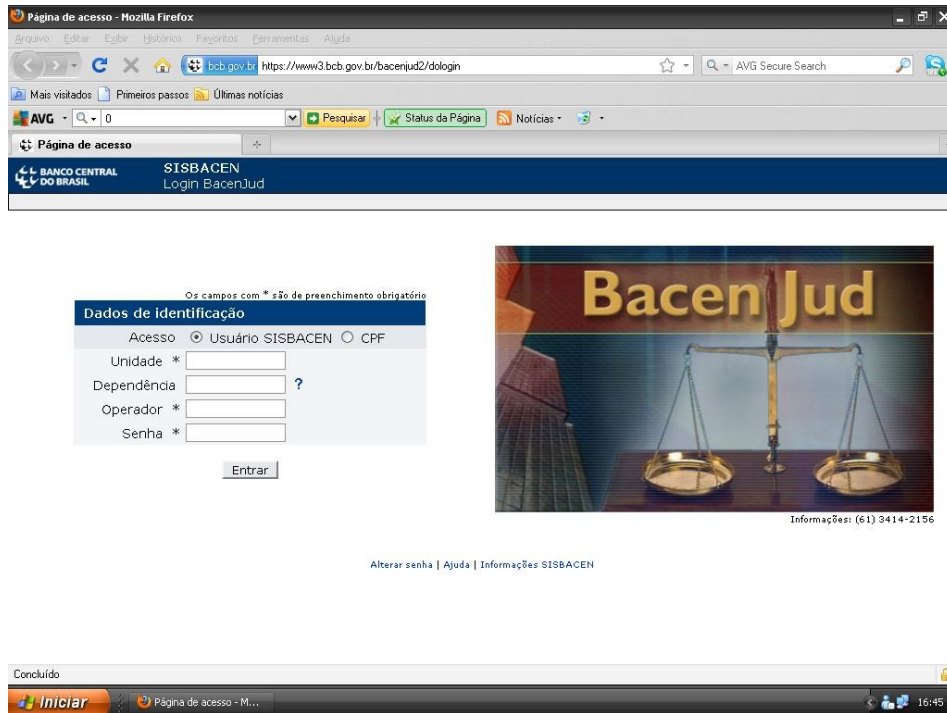 Página de acesso - Mozilla Firefox
Arquivo Editar Exibir Histórico Favoritos Ferramentas Ajuda
bcb.gov.br https://www3.bcb.gov.br/bacenjud2/dologin
AVG Secure Search
Mais visitados Primeiros passos Últimas notícias
AVG 0 Pesquisar Status da Página Notícias
Página de acesso
BANCO CENTRAL DO BRASIL
SISBACEN
Login BacenJud
Os campos com * são de preenchimento obrigatório
Dados de identificação
Acesso Usuário SISBACEN CPF
Unidade *
Dependência ?
Operador *
Senha *
Entrar
Bacen Jud
Informações: (61) 3414-2156
Alterar senha | Ajuda | Informações SISBACEN
Concluído
Iniciar Página de acesso - M... 16:45